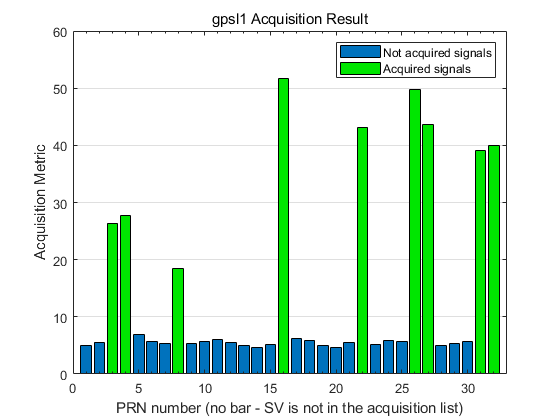 gpsl1 Acquisition Result
60
50
40
30
20
10
0
Acquisition Metric
Not acquired signals
Acquired signals
0 5 10 15 20 25 30
PRN number (no bar - SV is not in the acquisition list)